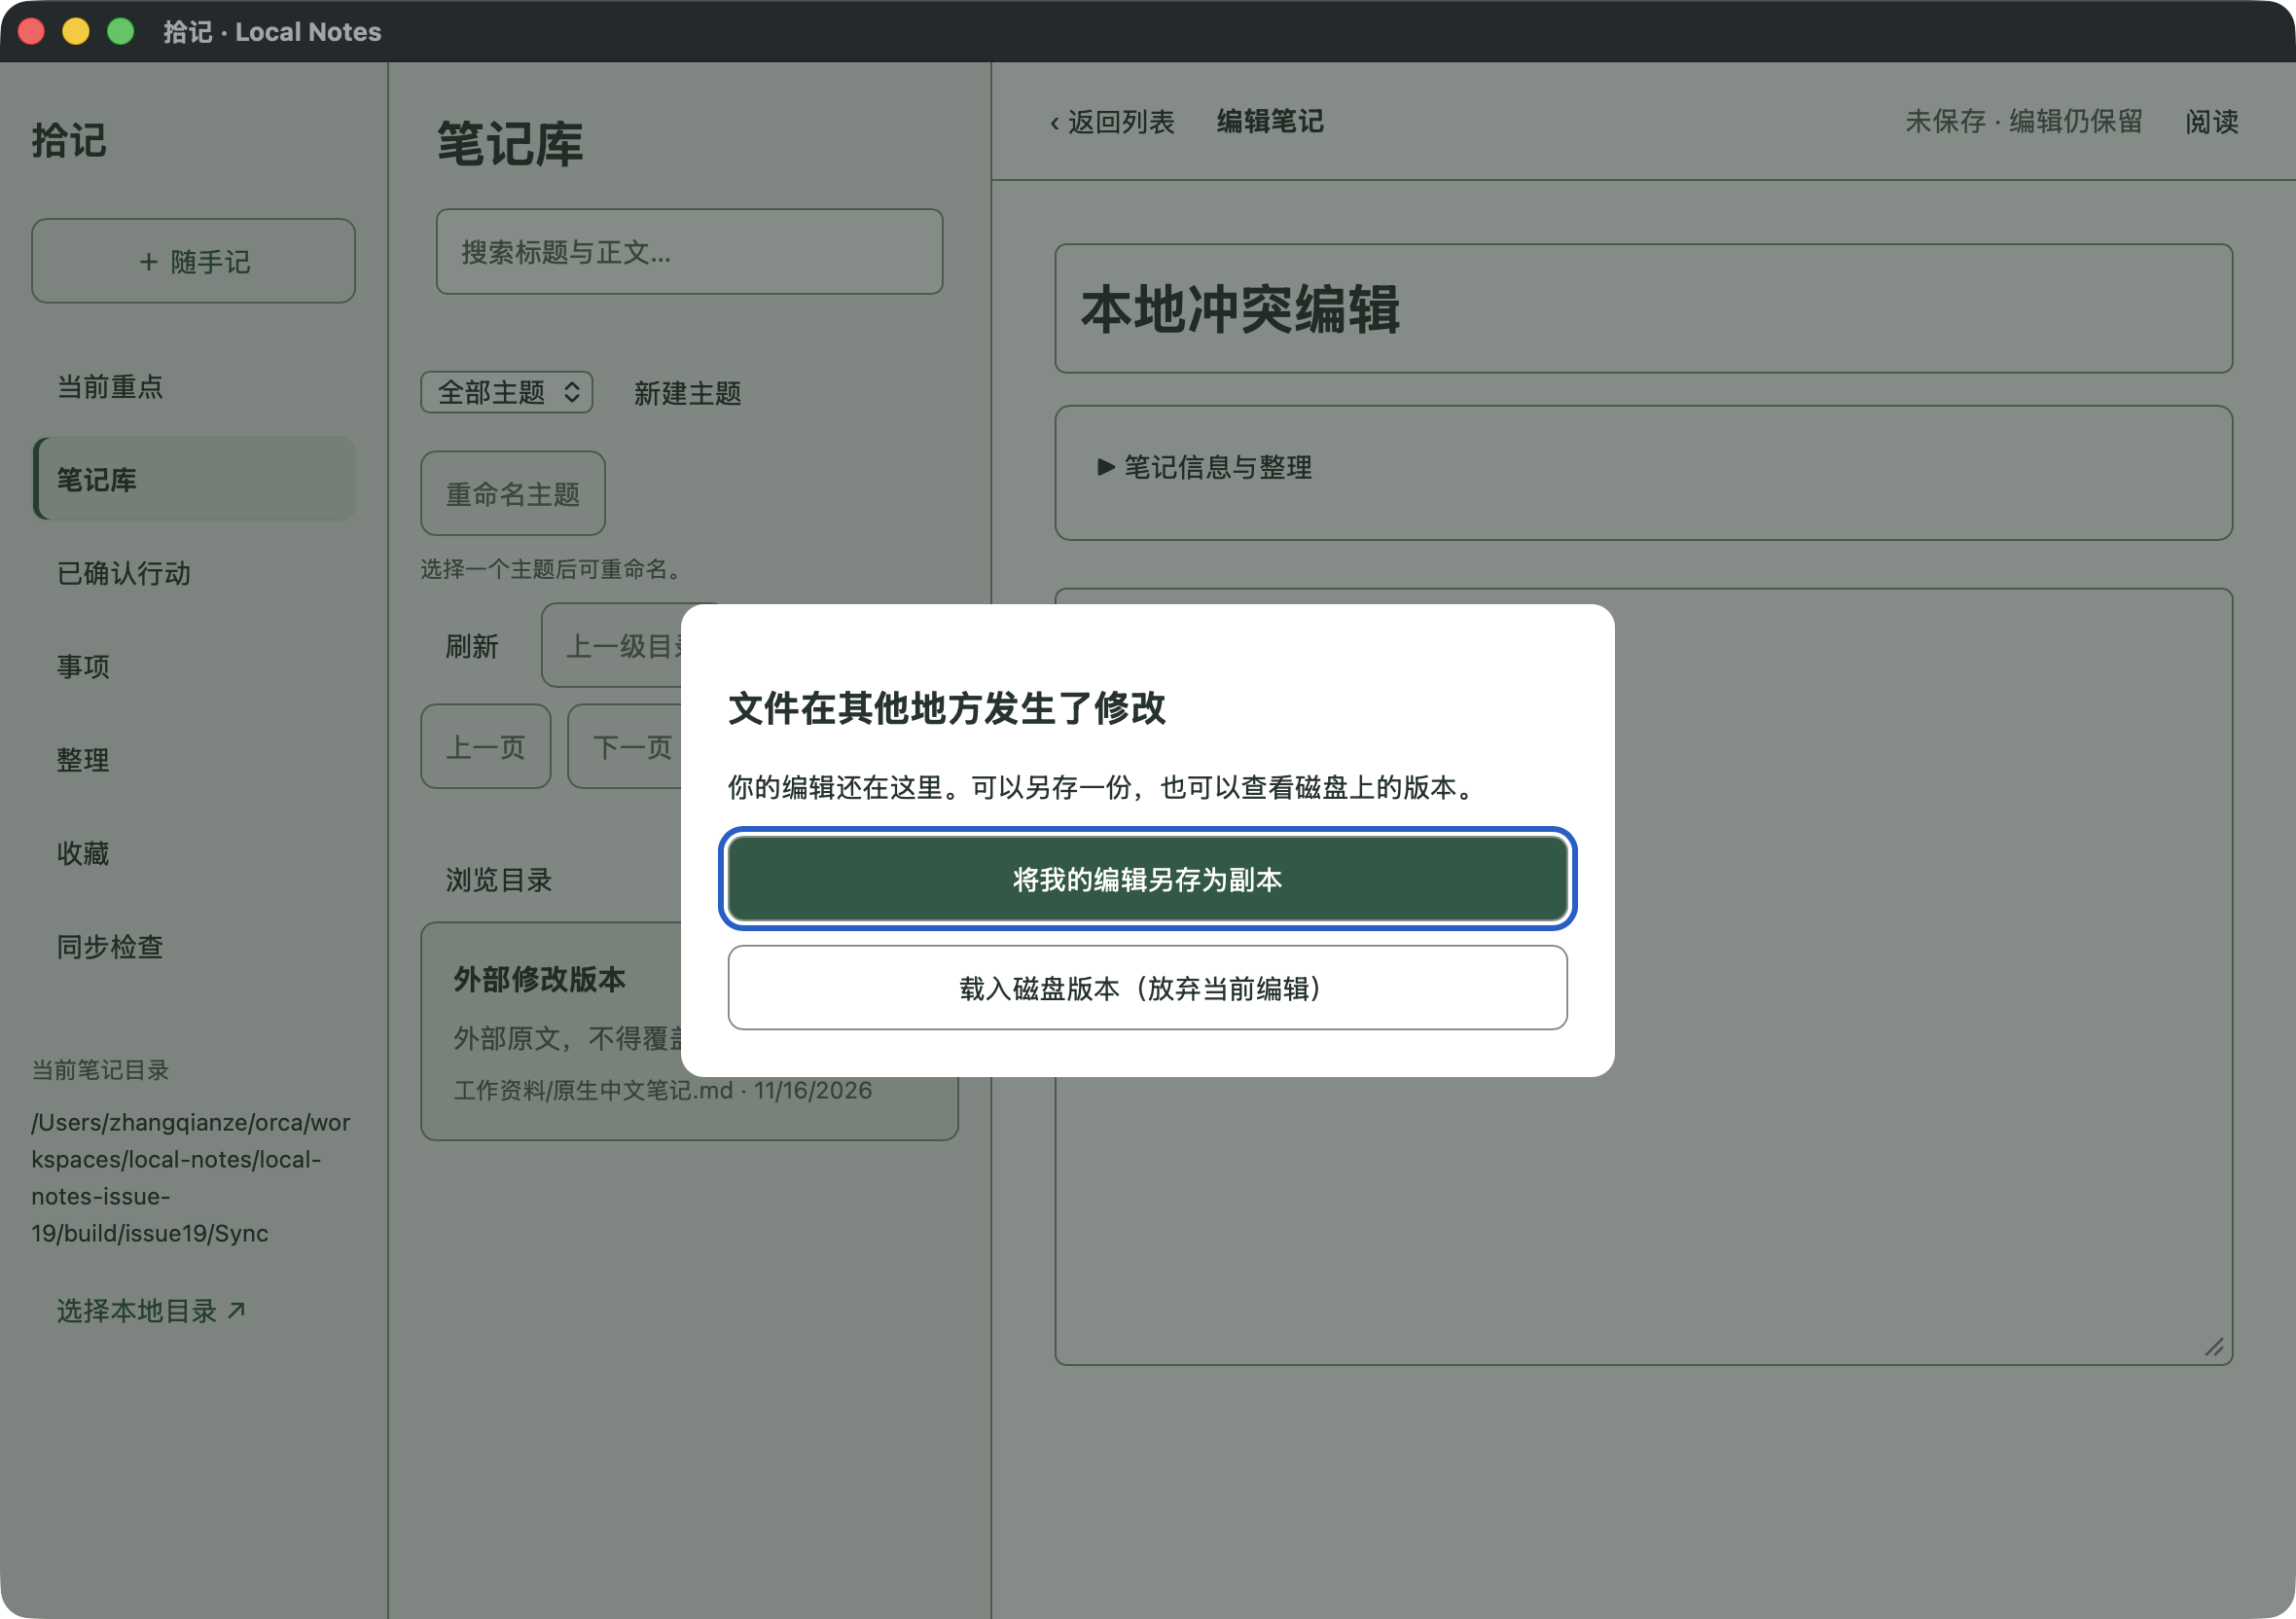 拾记 · Local Notes
拾记
+ 随手记
当前重点
笔记库
已确认行动
事项
整理
收藏
同步检查
当前笔记目录
/Users/zhangqianze/orca/wor
kspaces/local-notes/local-
notes-issue-
19/build/issue19/Sync
选择本地目录 ↗
笔记库
搜索标题与正文...
全部主题
新建主题
重命名主题
选择一个主题后可重命名。
刷新
上一级目
上一页
下一页
浏览目录
外部修改版本
外部原文，不得覆
工作资料/原生中文笔记.md · 11/16/2026
‹ 返回列表
编辑笔记
未保存 · 编辑仍保留
阅读
本地冲突编辑
▶ 笔记信息与整理
文件在其他地方发生了修改
你的编辑还在这里。可以另存一份，也可以查看磁盘上的版本。
将我的编辑另存为副本
载入磁盘版本（放弃当前编辑）